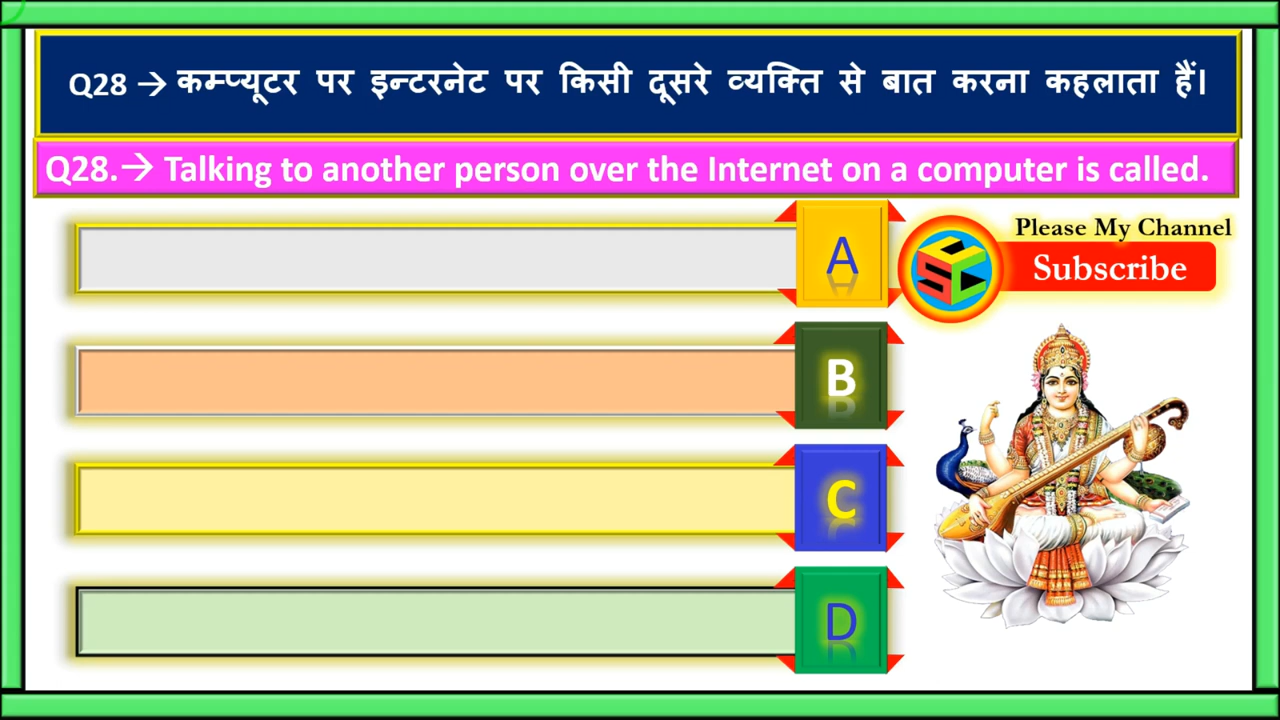 Q28 → कम्प्यूटर पर इन्टरनेट पर किसी दूसरे व्यक्ति से बात करना कहलाता हैं।
Q28.→ Talking to another person over the Internet on a computer is called.
A
Please My Channel
CSC
Subscribe
B
C
D